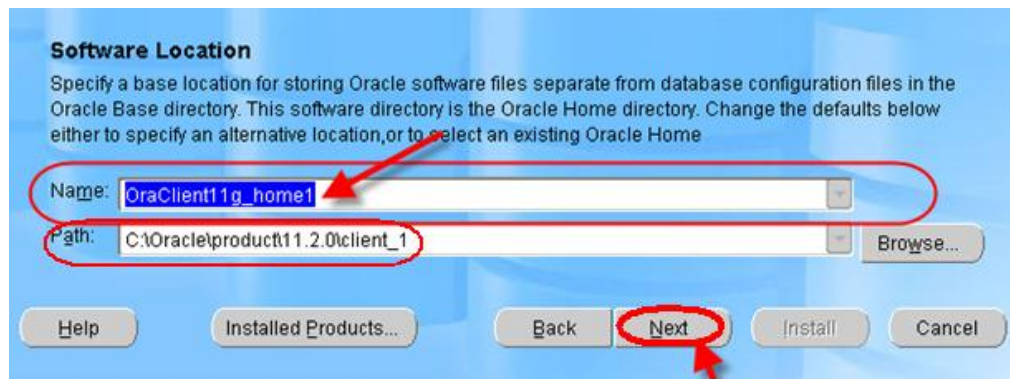 Software Location
Specify a base location for storing Oracle software files separate from database configuration files in the
Oracle Base directory. This software directory is the Oracle Home directory. Change the defaults below
either to specify an alternative location,or to select an existing Oracle Home
Name: OraClient11g_home1
Path: C:\Oracle\product\11.2.0\client_1 Browse...
Help Installed Products... Back Next Install Cancel